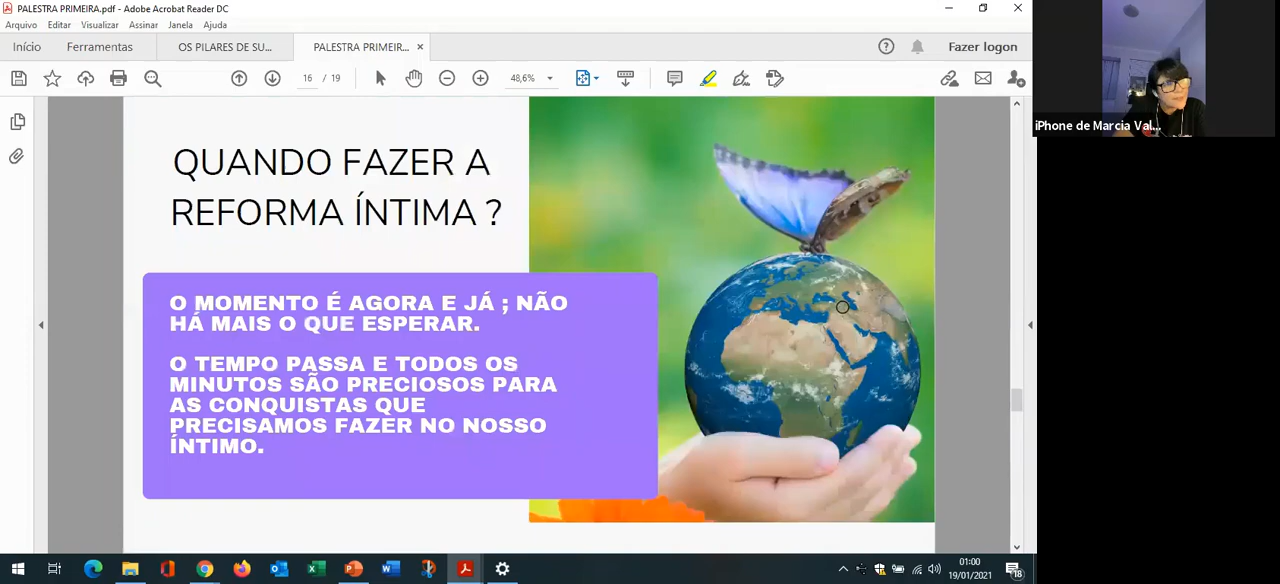 PALESTRA PRIMEIRA.pdf - Adobe Acrobat Reader DC
Arquivo Editar Visualizar Assinar Janela Ajuda
Início Ferramentas OS PILARES DE SU... PALESTRA PRIMEIR... × Fazer logon
16 / 19 48,6%
iPhone de Marcia Val...
QUANDO FAZER A
REFORMA ÍNTIMA ?
O MOMENTO É AGORA E JÁ ; NÃO
HÁ MAIS O QUE ESPERAR.
O TEMPO PASSA E TODOS OS
MINUTOS SÃO PRECIOSOS PARA
AS CONQUISTAS QUE
PRECISAMOS FAZER NO NOSSO
ÍNTIMO.
01:00
19/01/2021
18